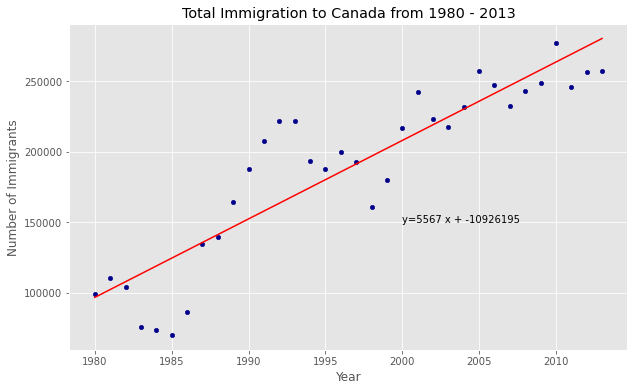 Total Immigration to Canada from 1980 - 2013
Number of Immigrants
250000
200000
150000
100000
y=5567 x + -10926195
1980 1985 1990 1995 2000 2005 2010
Year